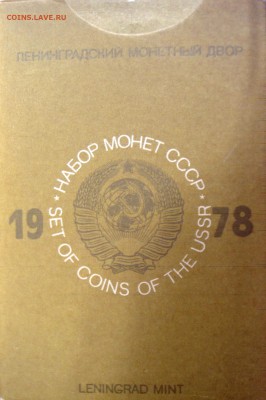 COINS.LAVE.RU
ЛЕНИНГРАДСКИЙ МОНЕТНЫЙ ДВОР
* НАБОР МОНЕТ СССР *
19 78
SET OF COINS OF THE USSR
LENINGRAD MINT